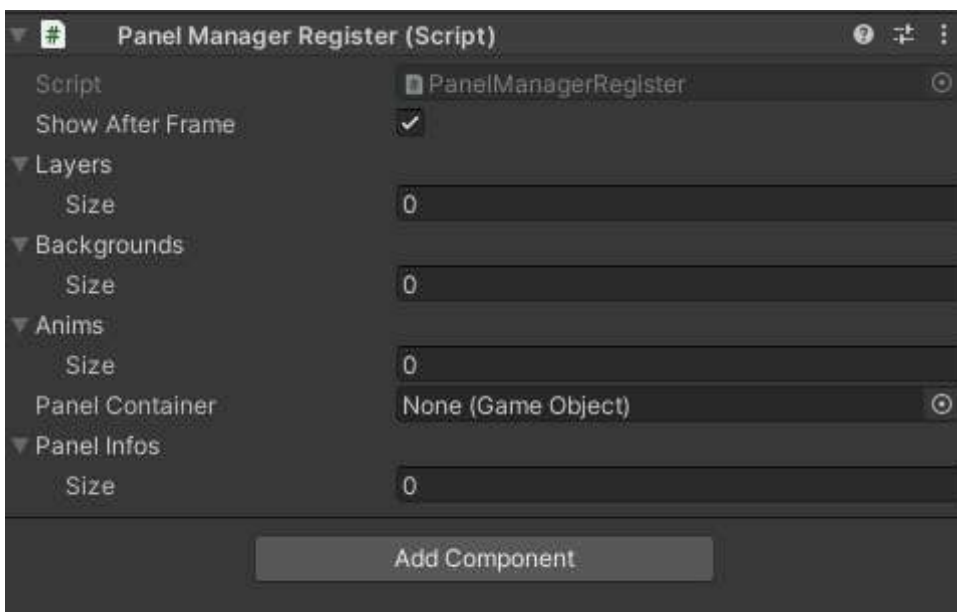 # Panel Manager Register (Script)
Script # PanelManagerRegister
Show After Frame
Layers
Size 0
Backgrounds
Size 0
Anims
Size 0
Panel Container None (Game Object)
Panel Infos
Size 0
Add Component